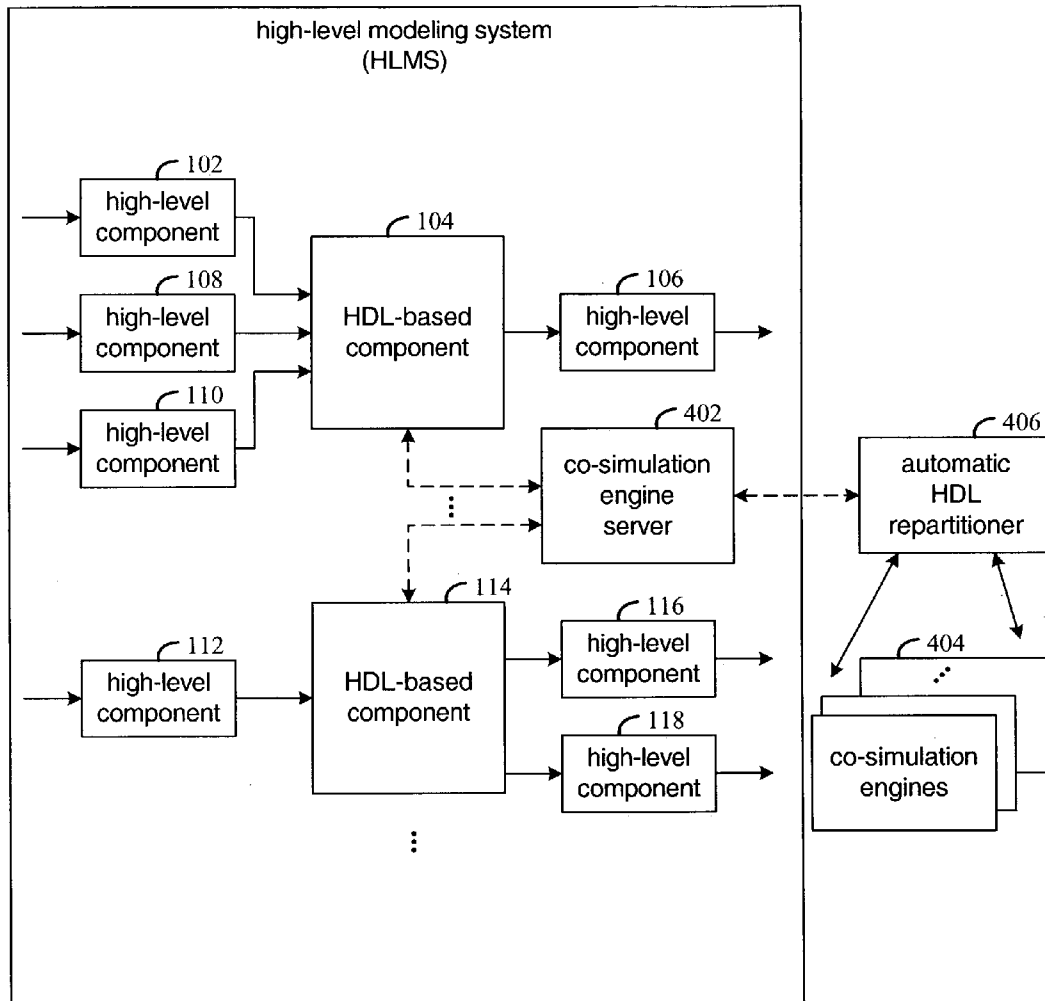 high-level modeling system
(HLMS)
102
high-level
component
104
HDL-based
component
108
high-level
component
106
high-level
component
110
high-level
component
402
co-simulation
engine
server
406
automatic
HDL
repartitioner
112
high-level
component
114
HDL-based
component
116
high-level
component
118
high-level
component
404
co-simulation
engines